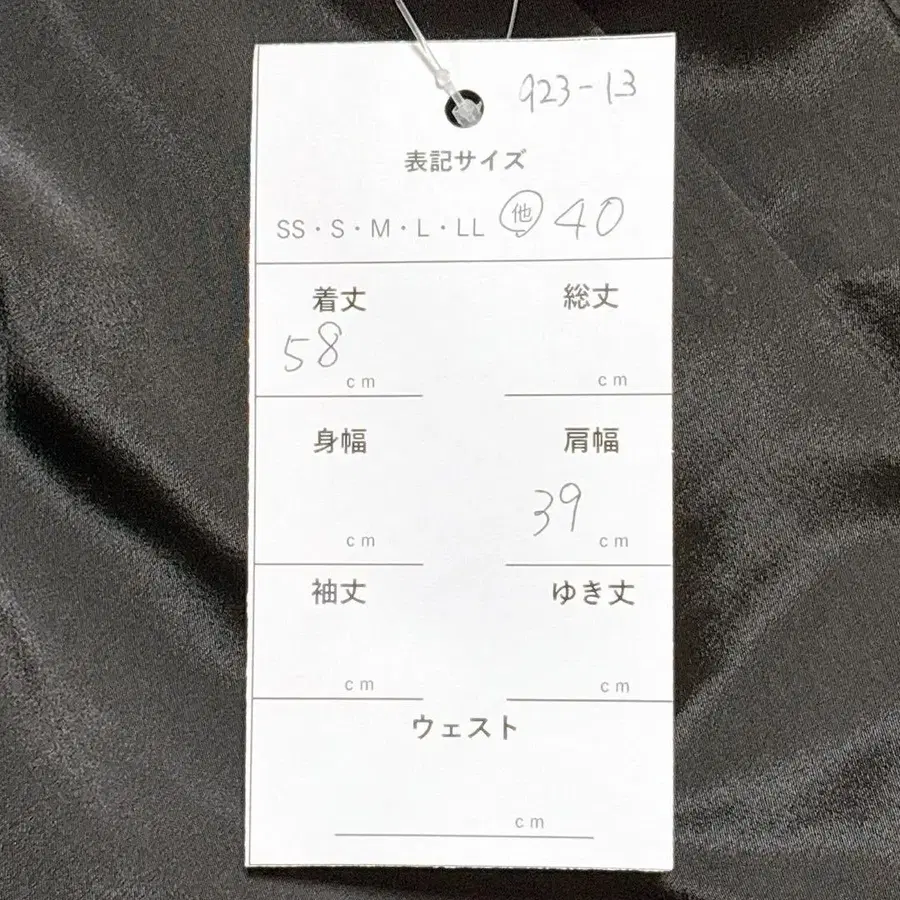 923-13
表記サイズ
SS・S・M・L・LL 他 40
着丈 総丈
58 cm cm
身幅 肩幅
cm 39 cm
袖丈 ゆき丈
cm cm
ウェスト
cm